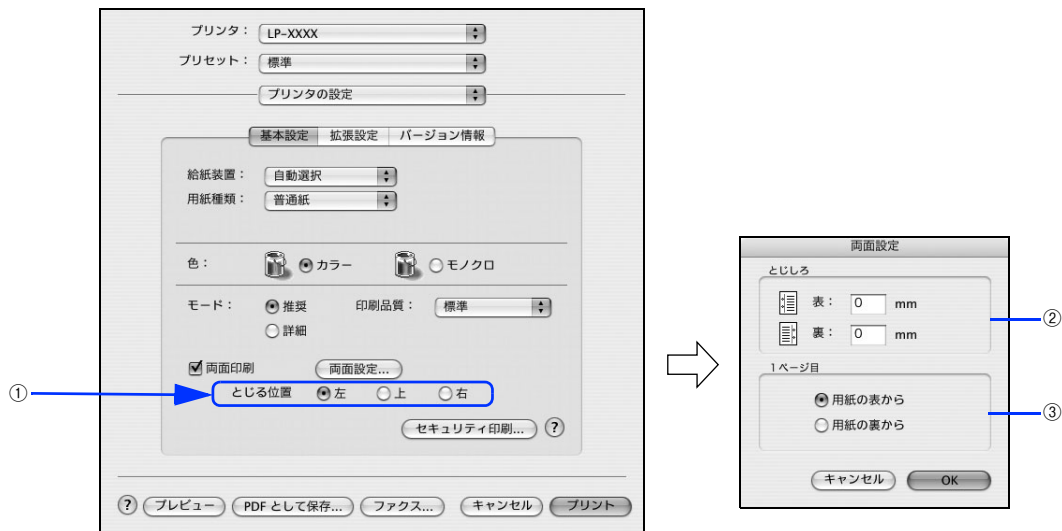 プリンタ： LP-XXXX
プリセット： 標準
プリンタの設定
基本設定 拡張設定 バージョン情報
給紙装置： 自動選択
用紙種類： 普通紙
色： カラー モノクロ
モード： 推奨 印刷品質： 標準
詳細
両面印刷 両面設定...
① とじる位置 左 上 右
セキュリティ印刷... ?
? プレビュー PDF として保存... ファクス... キャンセル プリント
両面設定
とじしろ
表： 0 mm
②
裏： 0 mm
1 ページ目
用紙の表から
③
用紙の裏から
キャンセル OK